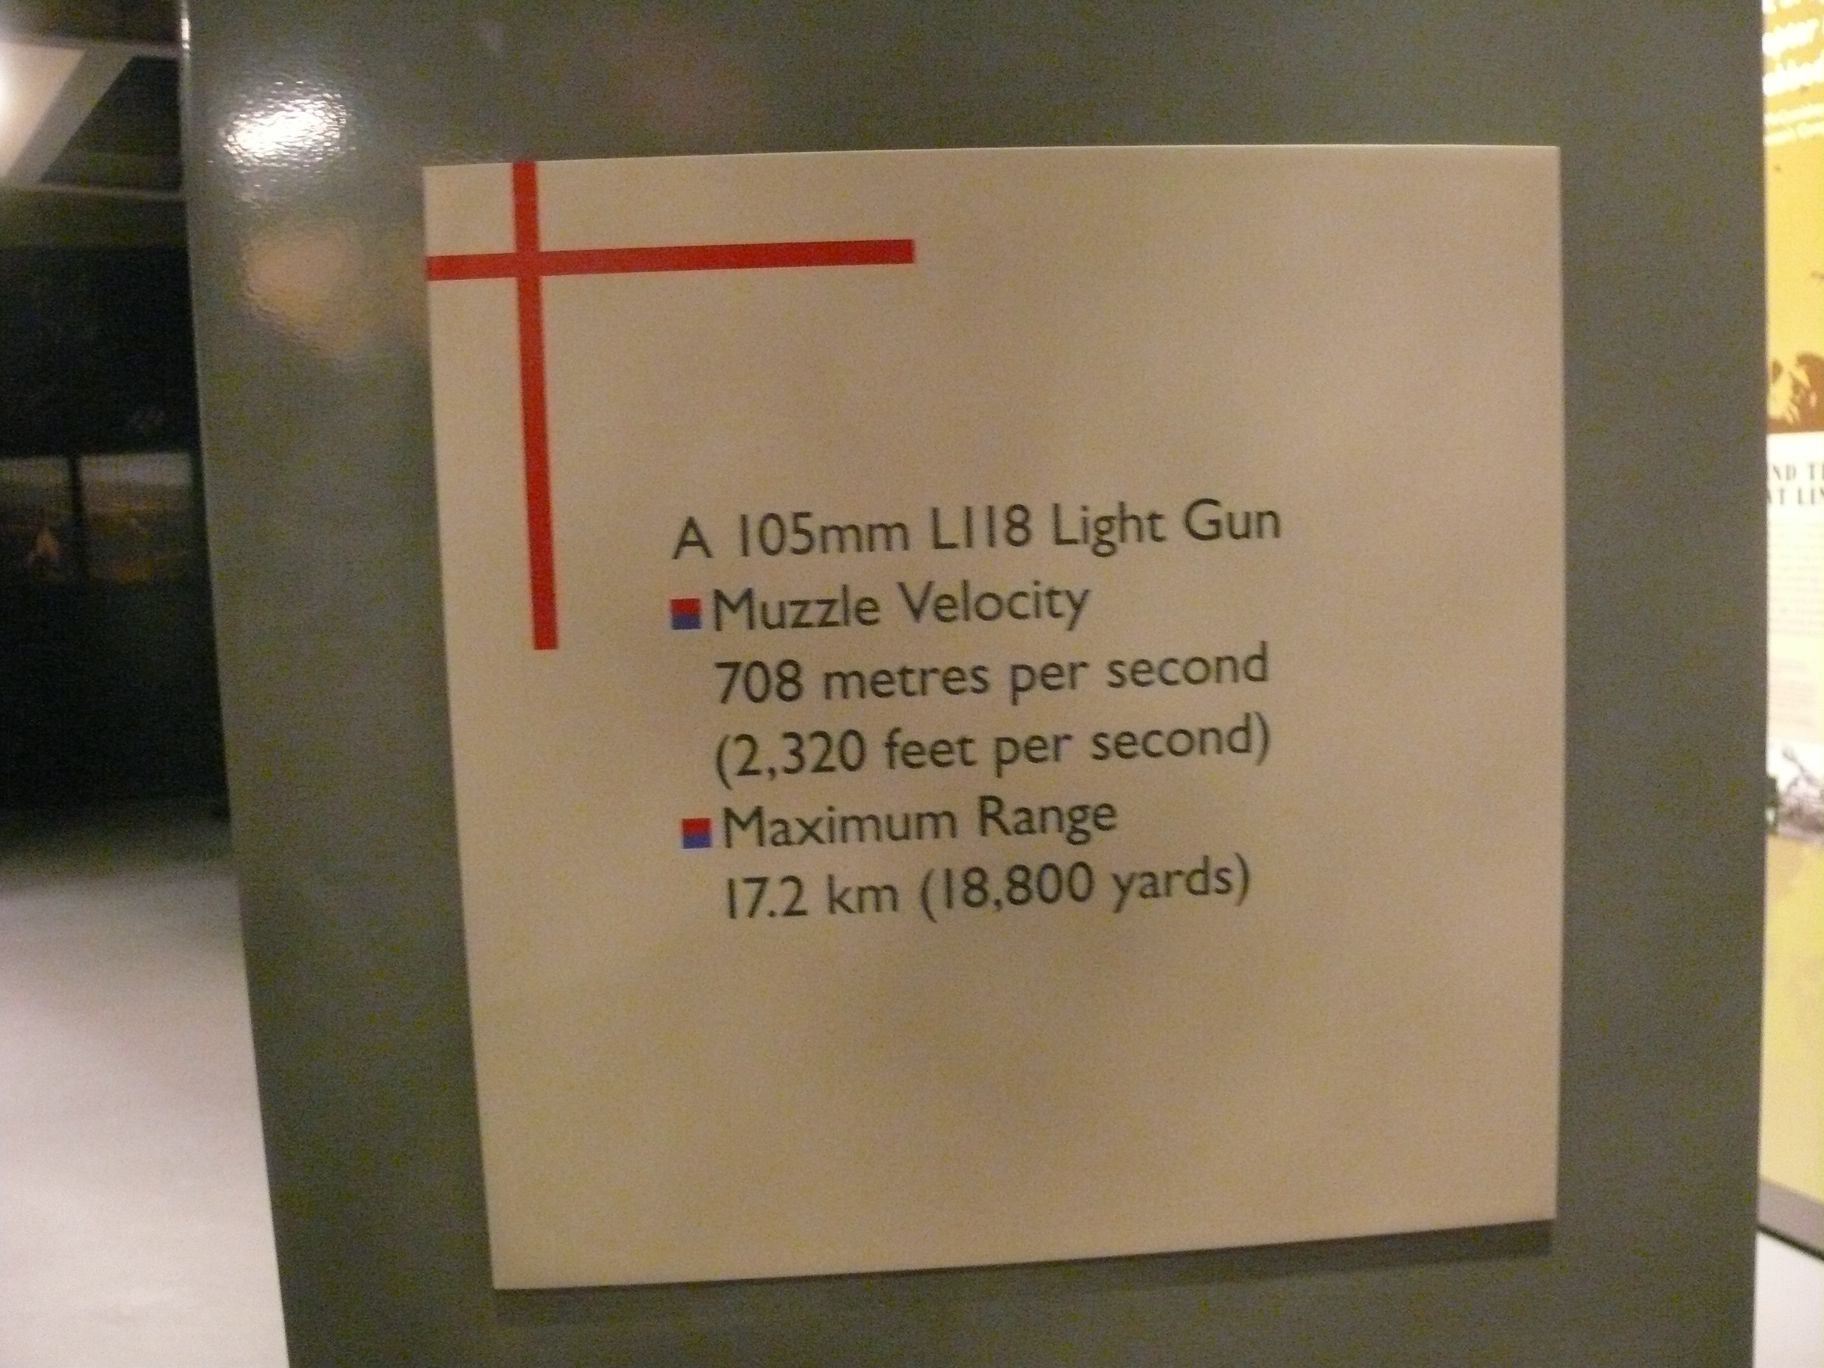 A 105mm L118 Light Gun
Muzzle Velocity
708 metres per second
(2,320 feet per second)
Maximum Range
17.2 km (18,800 yards)